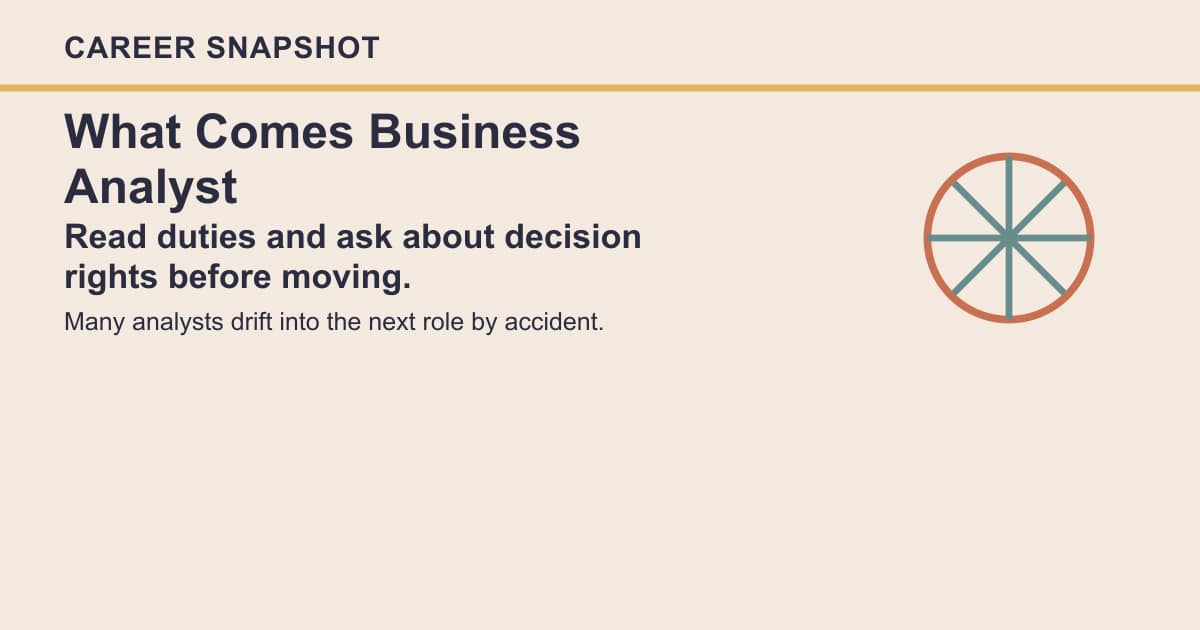 CAREER SNAPSHOT
What Comes Business
Analyst
Read duties and ask about decision
rights before moving.
Many analysts drift into the next role by accident.